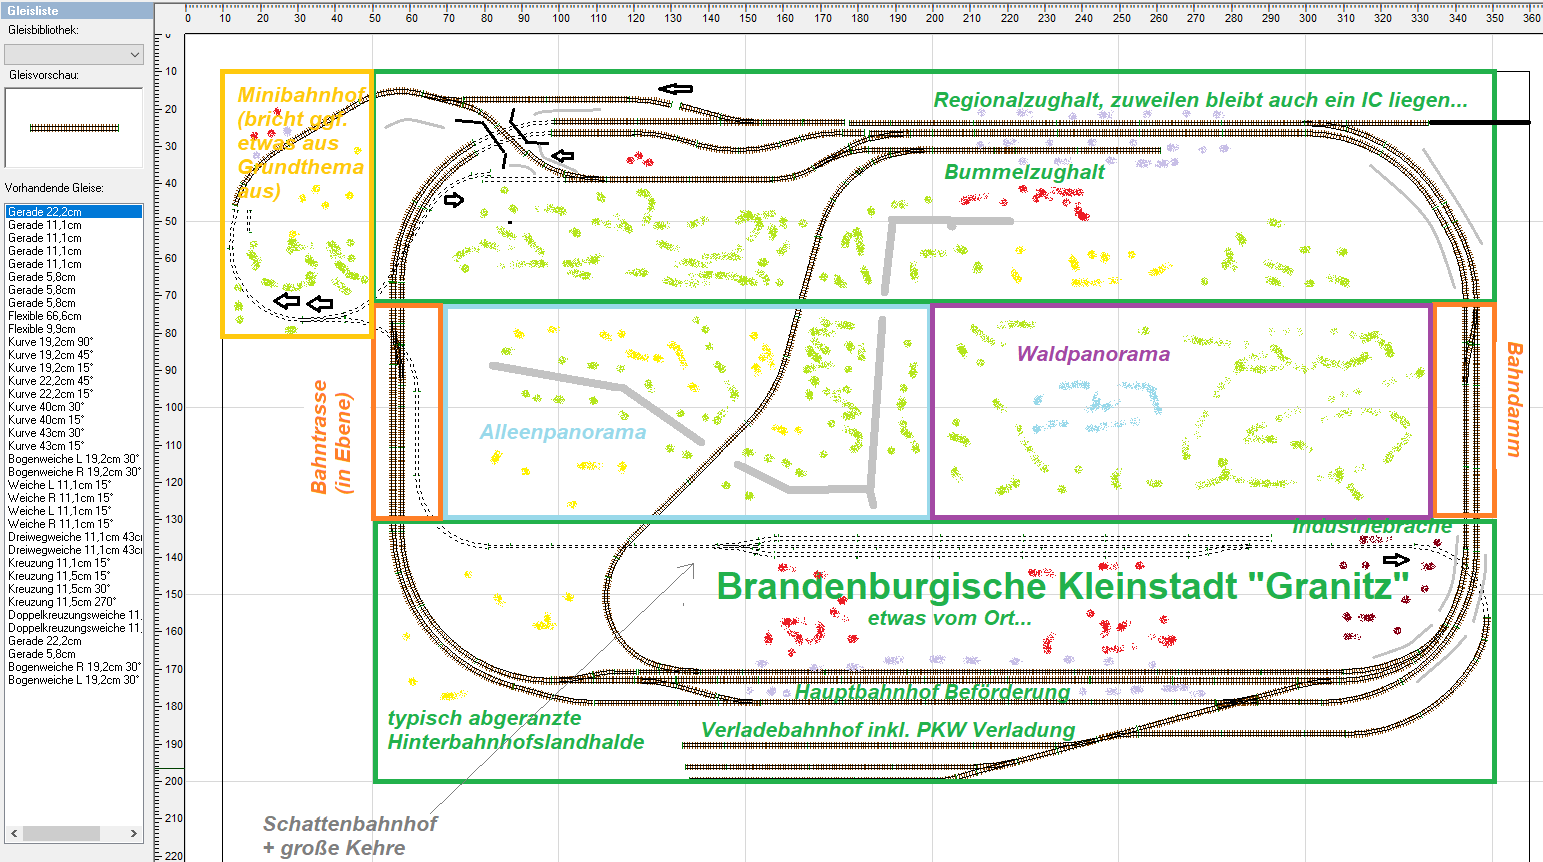 Gleisliste
Gleisbibliothek:
Gleisvorschau:
Vorhandende Gleise:
Gerade 22,2cm
Gerade 11,1cm
Gerade 11,1cm
Gerade 11,1cm
Gerade 11,1cm
Gerade 5,8cm
Gerade 5,8cm
Gerade 5,8cm
Flexible 66,6cm
Flexible 9,9cm
Kurve 19,2cm 90°
Kurve 19,2cm 45°
Kurve 19,2cm 15°
Kurve 22,2cm 45°
Kurve 22,2cm 15°
Kurve 40cm 30°
Kurve 40cm 15°
Kurve 43cm 30°
Kurve 43cm 15°
Bogenweiche L 19,2cm 30°
Bogenweiche R 19,2cm 30°
Weiche L 11,1cm 15°
Weiche R 11,1cm 15°
Weiche L 11,1cm 15°
Weiche R 11,1cm 15°
Dreiwegweiche 11,1cm 43c
Dreiwegweiche 11,1cm 43c
Kreuzung 11,1cm 15°
Kreuzung 11,5cm 15°
Kreuzung 11,5cm 30°
Kreuzung 11,5cm 270°
Doppelkreuzungsweiche 11.
Doppelkreuzungsweiche 11.
Gerade 22,2cm
Gerade 5,8cm
Bogenweiche R 19,2cm 30°
Bogenweiche L 19,2cm 30°
0 10 20 30 40 50 60 70 80 90 100 110 120 130 140 150 160 170 180 190 200 210 220 230 240 250 260 270 280 290 300 310 320 330 340 350 360
0
10
20
30
40
50
60
70
80
90
100
110
120
130
140
150
160
170
180
190
200
210
220
Minibahnhof
(bricht ggf.
etwas aus
Grundthema
aus)
Regionalzughalt, zuweilen bleibt auch ein IC liegen...
Bummelzughalt
Waldpanorama
Alleenpanorama
Bahntrasse
(in Ebene)
Bahndamm
Industriebrache
Brandenburgische Kleinstadt "Granitz"
etwas vom Ort...
Hauptbahnhof Beförderung
typisch abgeranzte
Hinterbahnhofslandhalde
Verladebahnhof inkl. PKW Verladung
Schattenbahnhof
+ große Kehre